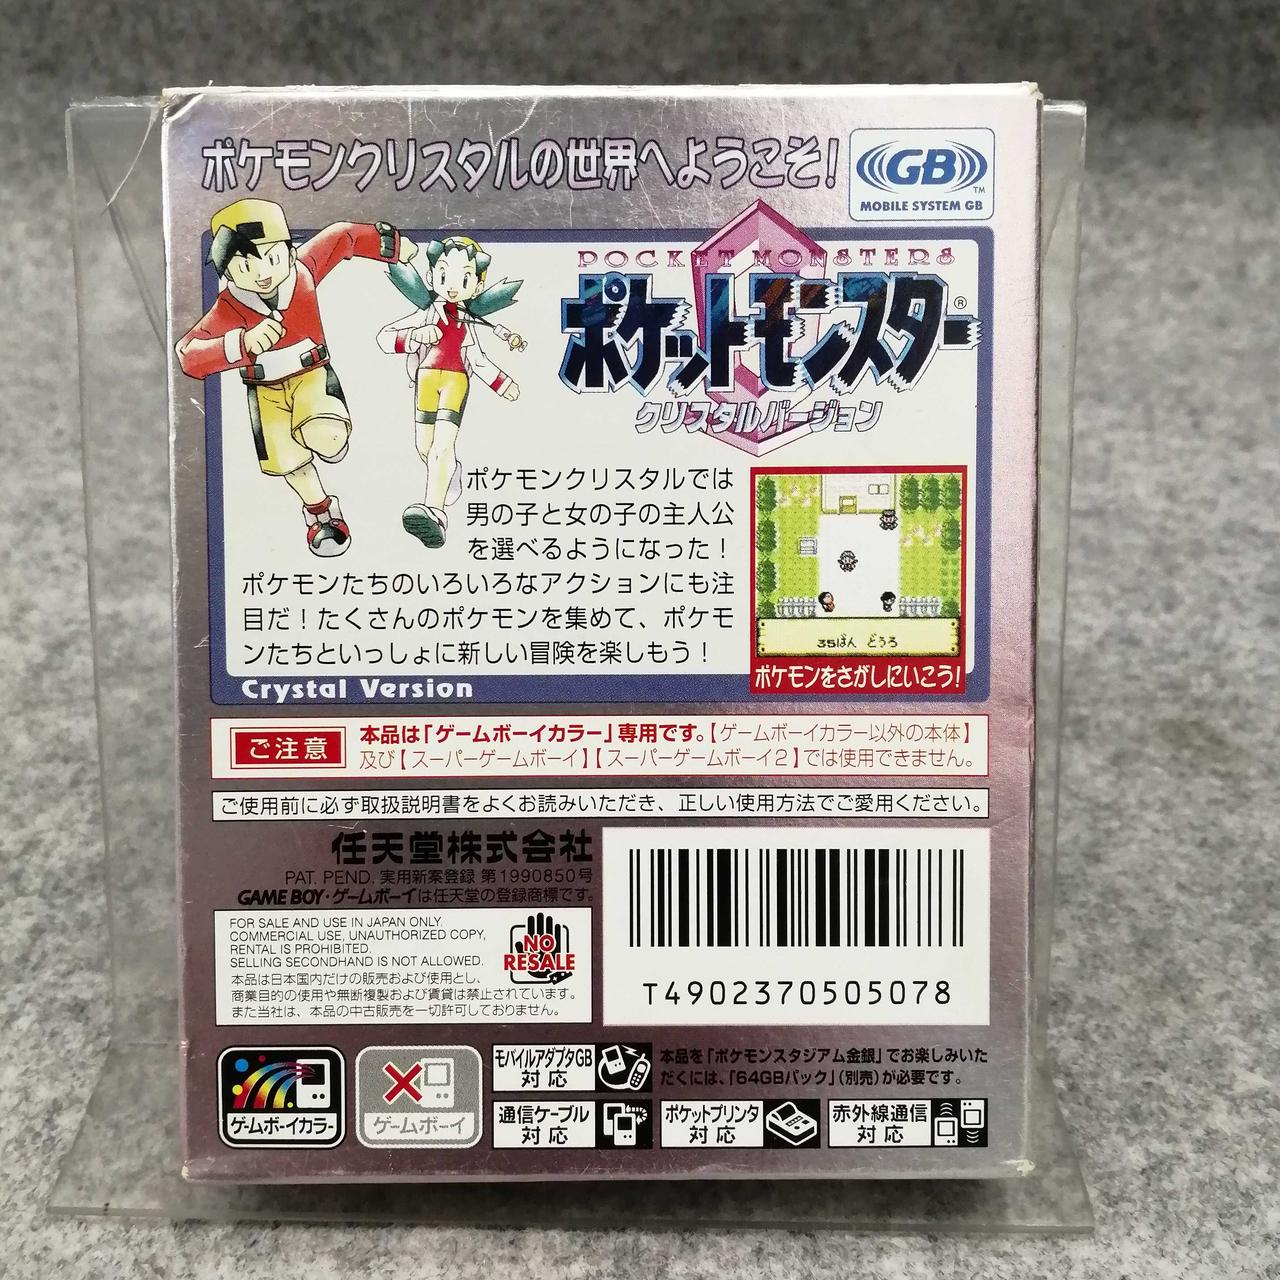 ポケモンクリスタルの世界へようこそ!
GB TM
MOBILE SYSTEM GB
POCKET MONSTERS
ポケットモンスター®
クリスタルバージョン
ポケモンクリスタルでは
男の子と女の子の主人公
を選べるようになった!
ポケモンたちのいろいろなアクションにも注
目だ!たくさんのポケモンを集めて、ポケモ
ンたちといっしょに新しい冒険を楽しもう!
35ばん どうろ
ポケモンをさがしにいこう!
Crystal Version
ご注意
本品は「ゲームボーイカラー」専用です。【ゲームボーイカラー以外の本体】
及び【スーパーゲームボーイ】【スーパーゲームボーイ2】では使用できません。
ご使用前に必ず取扱説明書をよくお読みいただき、正しい使用方法でご愛用ください。
任天堂株式会社
PAT. PEND. 実用新案登録 第1990850号
GAME BOY・ゲームボーイは任天堂の登録商標です。
FOR SALE AND USE IN JAPAN ONLY.
COMMERCIAL USE, UNAUTHORIZED COPY,
RENTAL IS PROHIBITED.
SELLING SECONDHAND IS NOT ALLOWED.
NO
RESALE
本品は日本国内だけの販売および使用とし、
商業目的の使用や無断複製および賃貸は禁止されています。
また当社は、本品の中古販売を一切許可しておりません。
T4902370505078
ゲームボーイカラー
ゲームボーイ
モバイルアダプタGB
対応
本品を「ポケモンスタジアム金銀」でお楽しみいた
だくには、「64GBパック」(別売)が必要です。
通信ケーブル
対応
ポケットプリンタ
対応
赤外線通信
対応